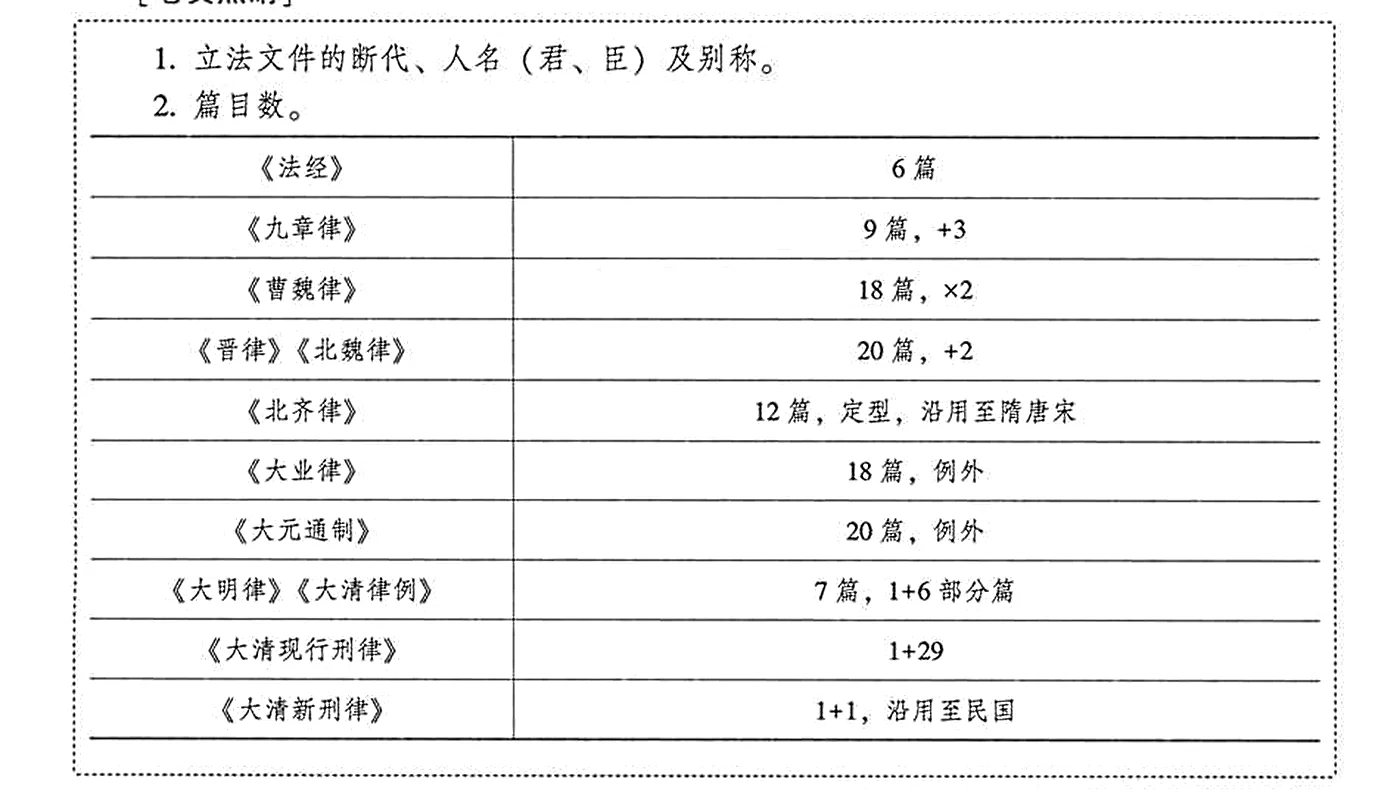 1. 立法文件的断代、人名（君、臣）及别称。
2. 篇目数。
《法经》 6篇
《九章律》 9篇，+3
《曹魏律》 18篇，×2
《晋律》《北魏律》 20篇，+2
《北齐律》 12篇，定型，沿用至隋唐宋
《大业律》 18篇，例外
《大元通制》 20篇，例外
《大明律》《大清律例》 7篇，1+6部分篇
《大清现行刑律》 1+29
《大清新刑律》 1+1，沿用至民国